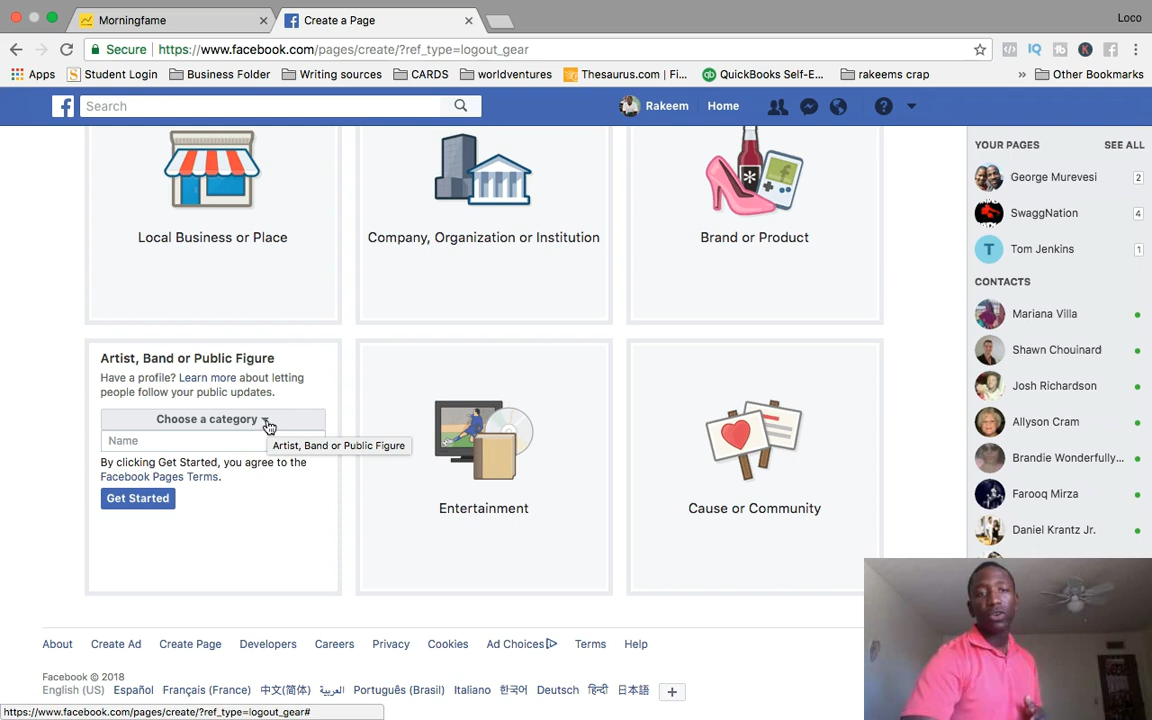 Morningfame
Create a Page
Loco
Secure https://www.facebook.com/pages/create/?ref_type=logout_gear
IQ
K
Apps
Student Login
Business Folder
Writing sources
CARDS
worldventures
Thesaurus.com | Fi...
QuickBooks Self-E...
rakeems crap
» Other Bookmarks
Search
Rakeem
Home
YOUR PAGES
SEE ALL
George Murevesi 2
SwaggNation 4
T Tom Jenkins 1
CONTACTS
Mariana Villa
Shawn Chouinard
Josh Richardson
Allyson Cram
Brandie Wonderfully...
Farooq Mirza
Daniel Krantz Jr.
Local Business or Place
Company, Organization or Institution
Brand or Product
Artist, Band or Public Figure
Have a profile? Learn more about letting
people follow your public updates.
Choose a category
Name
Artist, Band or Public Figure
By clicking Get Started, you agree to the
Facebook Pages Terms.
Get Started
Entertainment
Cause or Community
About
Create Ad
Create Page
Developers
Careers
Privacy
Cookies
Ad Choices
Terms
Help
Facebook © 2018
English (US) Español Français (France) 中文(简体) العربية Português (Brasil) Italiano 한국어 Deutsch हिन्दी 日本語 +
https://www.facebook.com/pages/create/?ref_type=logout_gear#